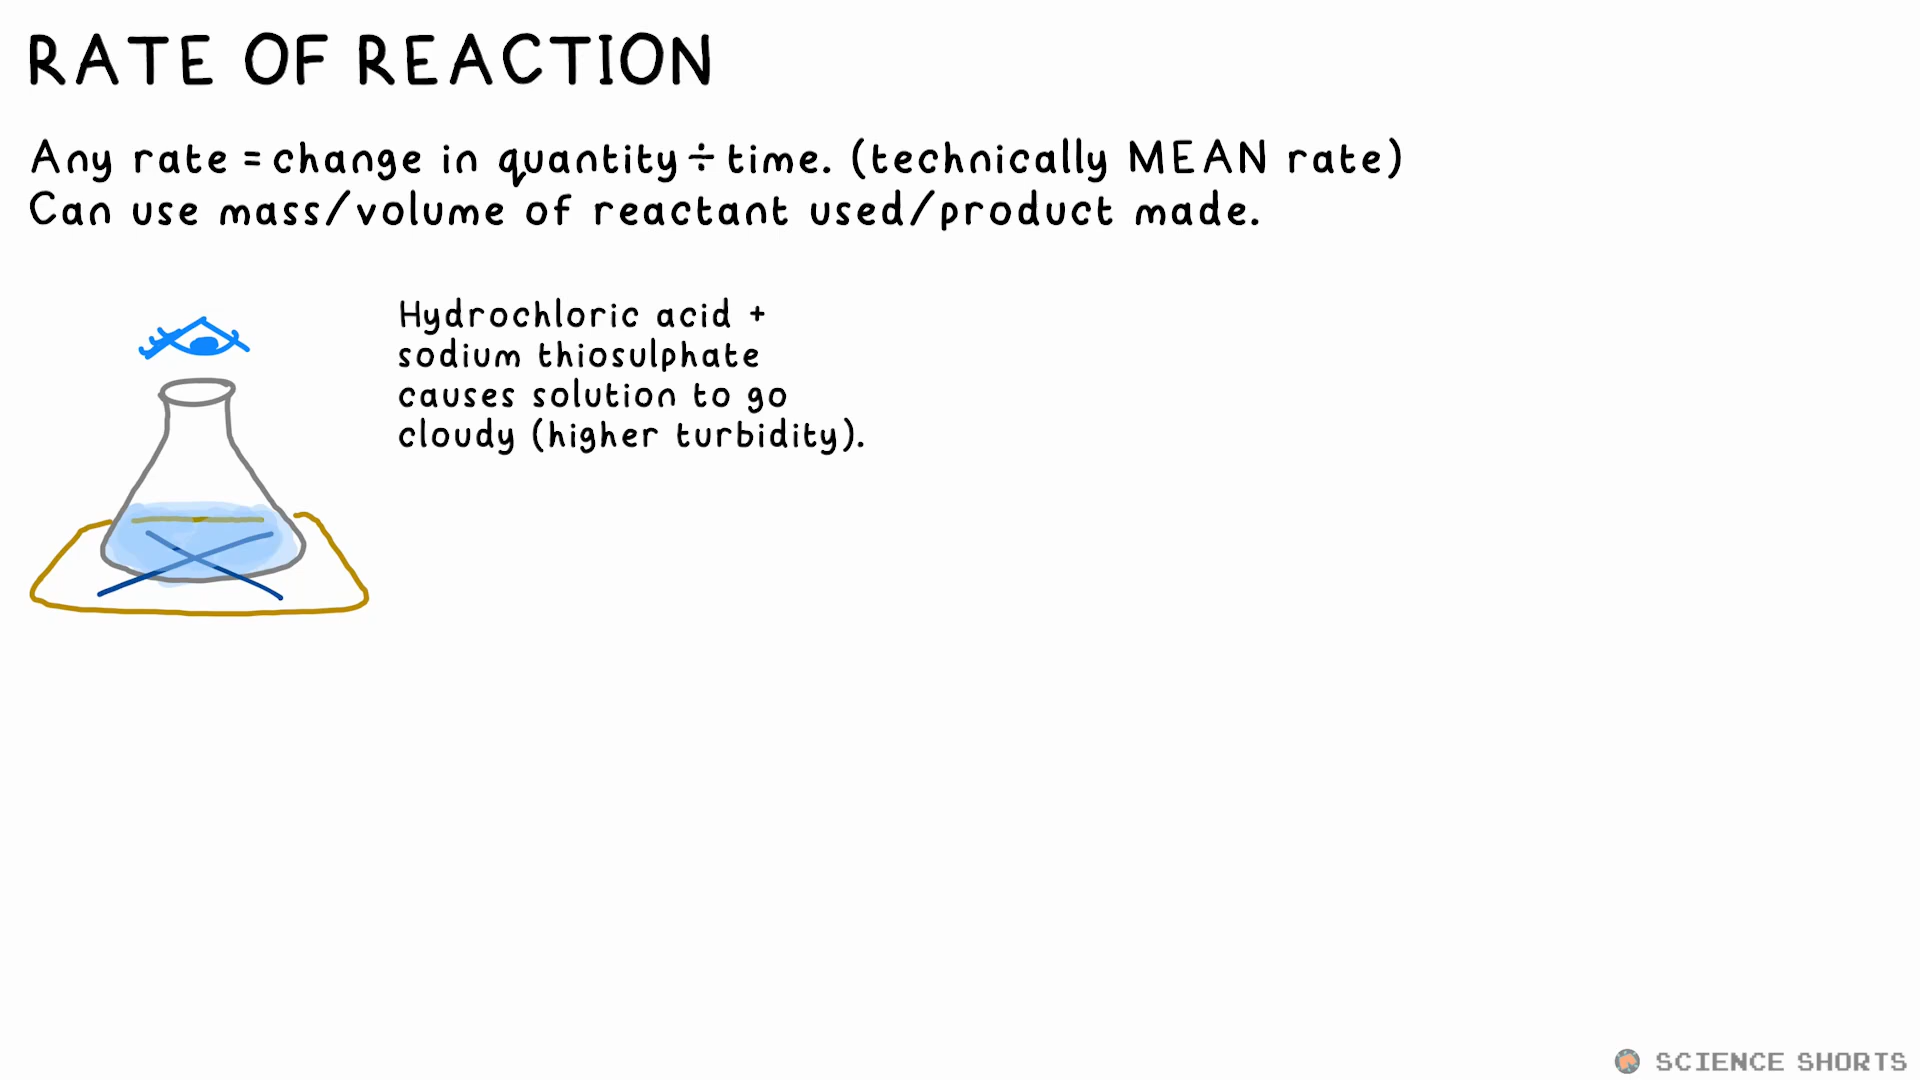 RATE OF REACTION
Any rate = change in quantity ÷ time. (technically MEAN rate)
Can use mass/volume of reactant used/product made.
Hydrochloric acid +
sodium thiosulphate
causes solution to go
cloudy (higher turbidity).
SCIENCE SHORTS